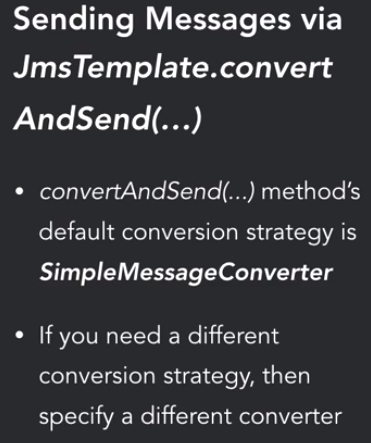 Sending Messages via
JmsTemplate.convert
AndSend(...)
• convertAndSend(...) method's
default conversion strategy is
SimpleMessageConverter
• If you need a different
conversion strategy, then
specify a different converter